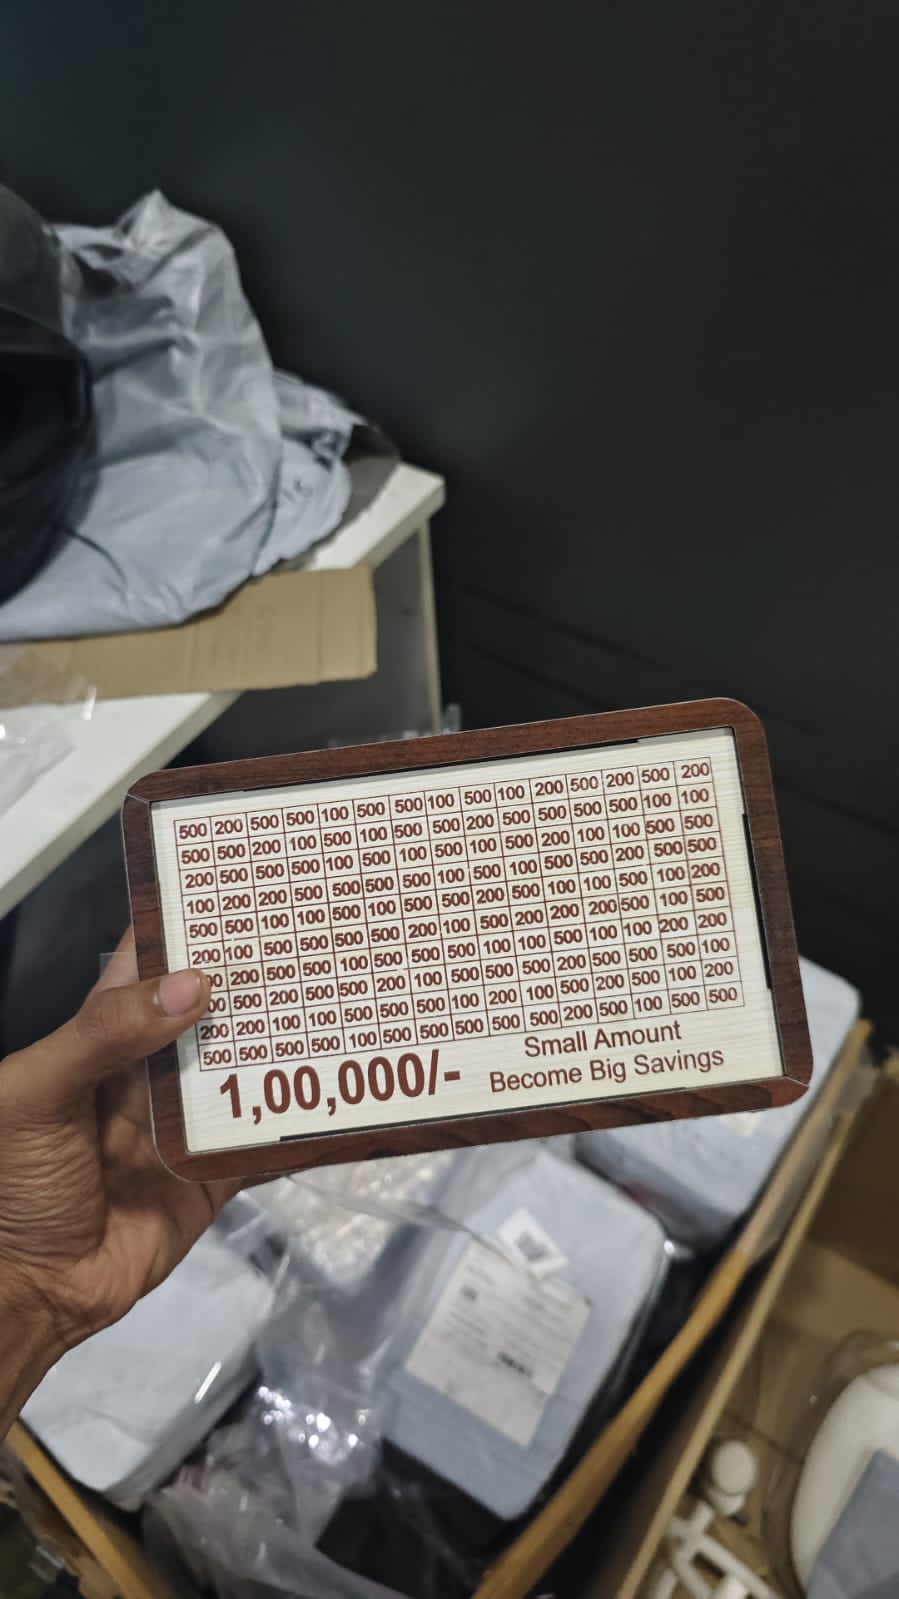 500 200 500 500 100 500 500 100 500 100 200 500 200 500 200
500 500 200 100 500 100 500 500 200 500 500 500 500 100 100
200 500 500 500 100 500 100 500 100 500 200 100 100 500 500
100 200 200 500 500 500 500 100 500 100 500 500 200 500 500
500 500 100 100 500 100 500 500 200 500 100 100 500 100 200
200 100 500 500 500 500 200 100 500 200 200 200 500 100 500
200 500 500 100 500 500 500 100 100 500 100 100 200 200
500 200 500 500 200 100 500 500 500 200 500 500 500 100
200 200 100 100 500 500 500 100 200 100 500 200 500 100 200
500 500 500 500 100 500 500 500 500 500 200 500 100 500 500
1,00,000/-
Small Amount
Become Big Savings